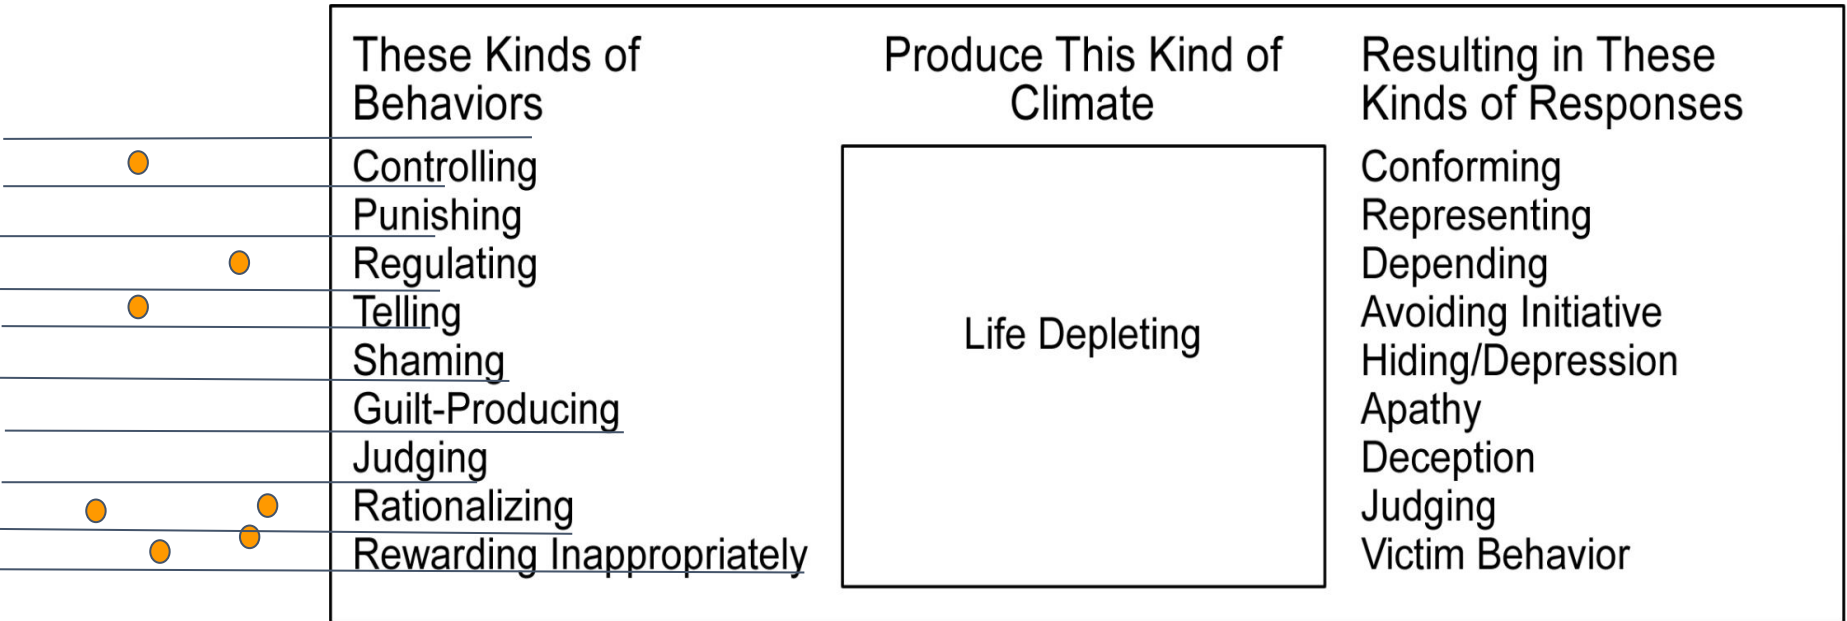 These Kinds of
Behaviors
Controlling
Punishing
Regulating
Telling
Shaming
Guilt-Producing
Judging
Rationalizing
Rewarding Inappropriately
Produce This Kind of
Climate
Life Depleting
Resulting in These
Kinds of Responses
Conforming
Representing
Depending
Avoiding Initiative
Hiding/Depression
Apathy
Deception
Judging
Victim Behavior